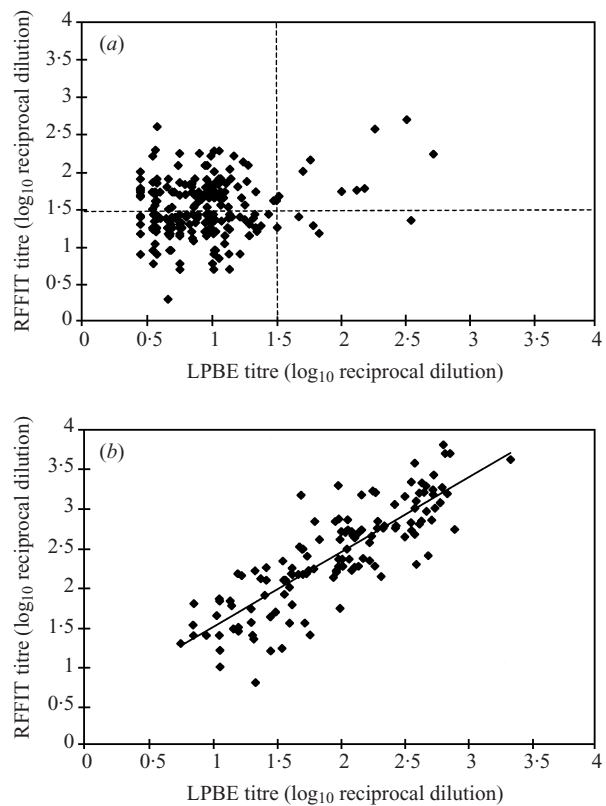 (a)
4
3·5
3
2·5
2
1·5
1
0·5
0
RFFIT titre (log10 reciprocal dilution)
0 0·5 1 1·5 2 2·5 3 3·5 4
LPBE titre (log10 reciprocal dilution)
(b)
4
3·5
3
2·5
2
1·5
1
0·5
0
RFFIT titre (log10 reciprocal dilution)
0 0·5 1 1·5 2 2·5 3 3·5 4
LPBE titre (log10 reciprocal dilution)